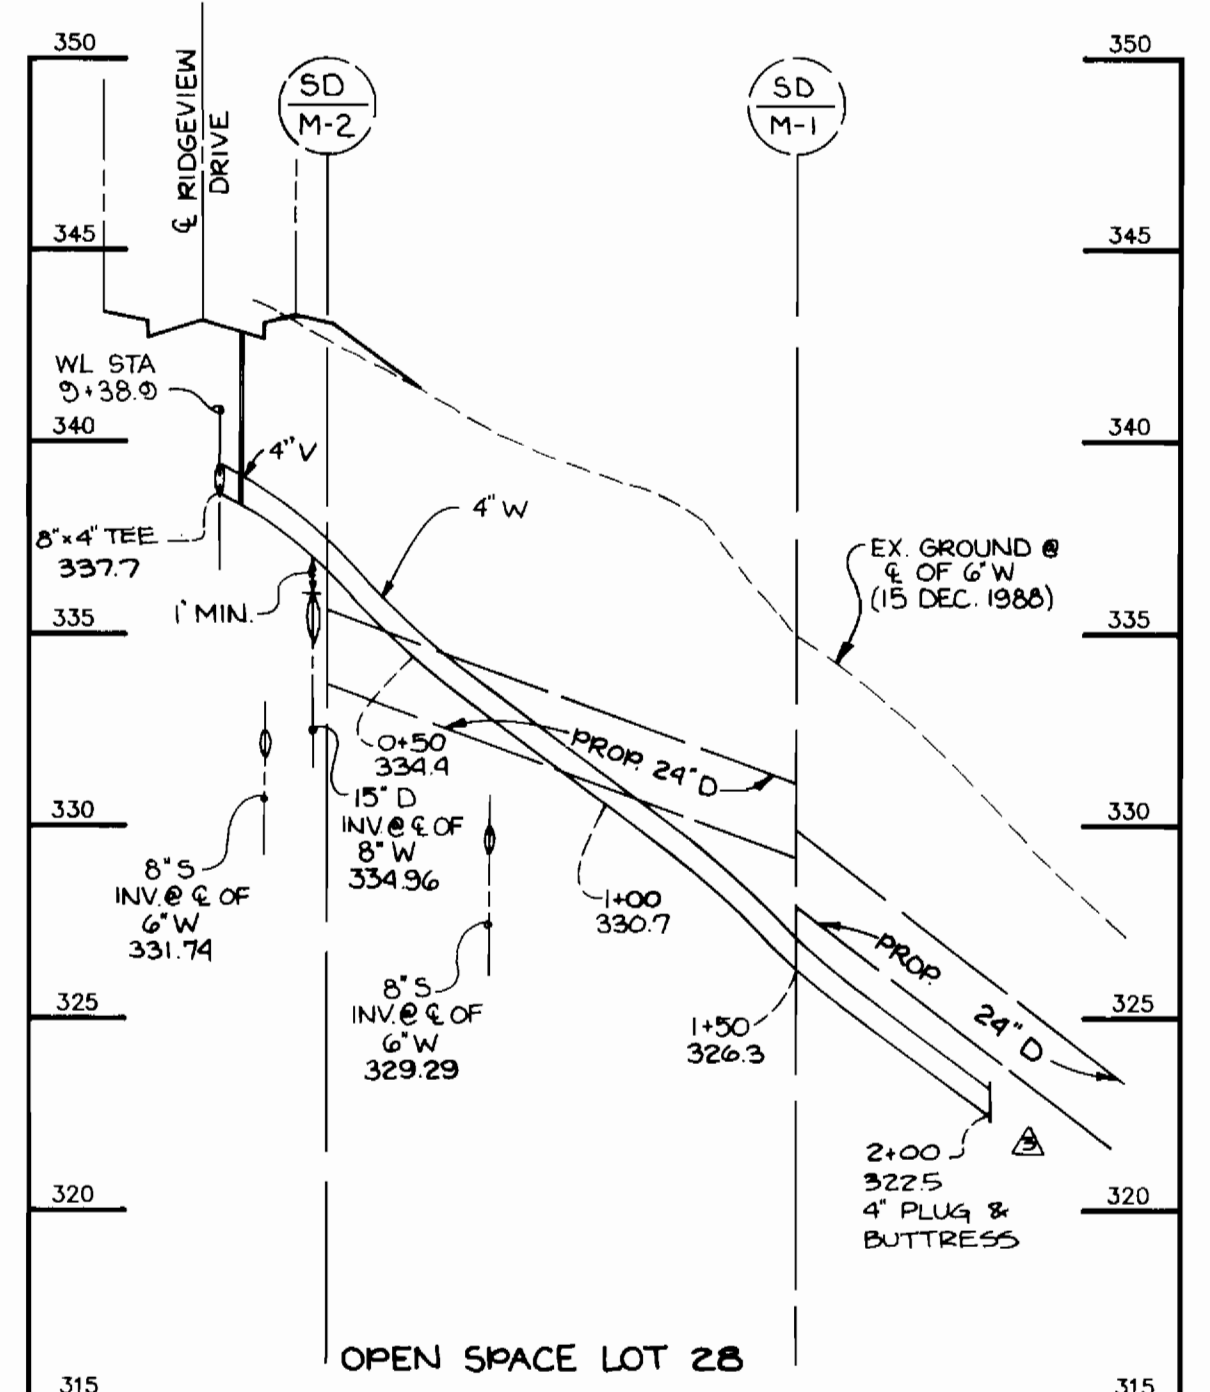 350
350
℄ RIDGEVIEW
DRIVE
SD
M-2
SD
M-1
345
345
WL STA
9+38.9
340
340
4" V
4" W
8"×4" TEE
337.7
EX. GROUND @
℄ OF 6" W
(15 DEC. 1988)
1' MIN.
335
335
0+50
334.4
PROP. 24" D
330
330
15" D
INV. @ ℄ OF
8" W
334.96
8" S
INV. @ ℄ OF
6" W
331.74
1+00
330.7
PROP.
24" D
8" S
INV. @ ℄ OF
6" W
329.29
325
325
1+50
326.3
3
2+00
322.5
4" PLUG &
BUTTRESS
320
320
OPEN SPACE LOT 28
315
315